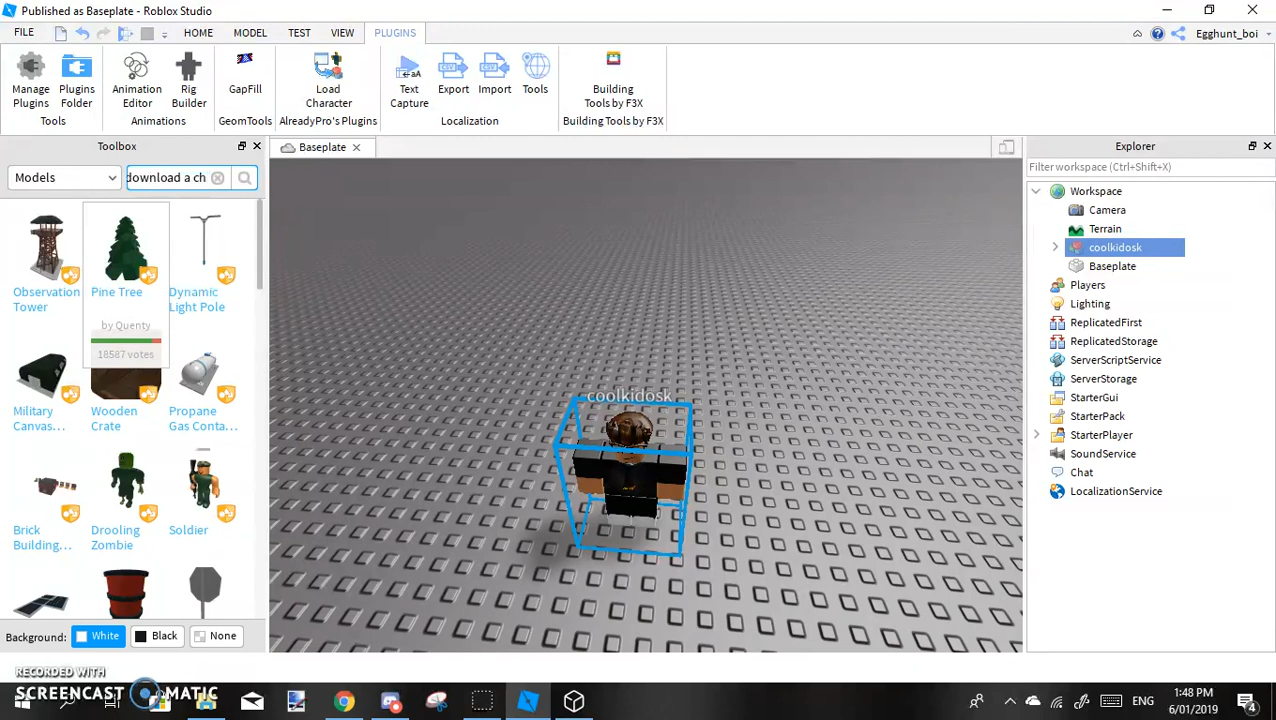 Published as Baseplate - Roblox Studio
FILE HOME MODEL TEST VIEW PLUGINS Egghunt_boi
Manage Plugins
Plugins Folder
Tools
Animation Editor
Rig Builder
Animations
GapFill
GeomTools
Load Character
AlreadyPro's Plugins
Text Capture
Export
Import
Tools
Localization
Building Tools by F3X
Building Tools by F3X
Toolbox
Models
download a ch
Observation Tower
Pine Tree
by Quenty
18587 votes
Dynamic Light Pole
Military Canvas...
Wooden Crate
Propane Gas Conta...
Brick Building...
Drooling Zombie
Soldier
Background: White Black None
Baseplate
coolkidosk
Explorer
Filter workspace (Ctrl+Shift+X)
Workspace
Camera
Terrain
coolkidosk
Baseplate
Players
Lighting
ReplicatedFirst
ReplicatedStorage
ServerScriptService
ServerStorage
StarterGui
StarterPack
StarterPlayer
SoundService
Chat
LocalizationService
RECORDED WITH
SCREENCAST MATIC
ENG
1:48 PM
6/01/2019
4